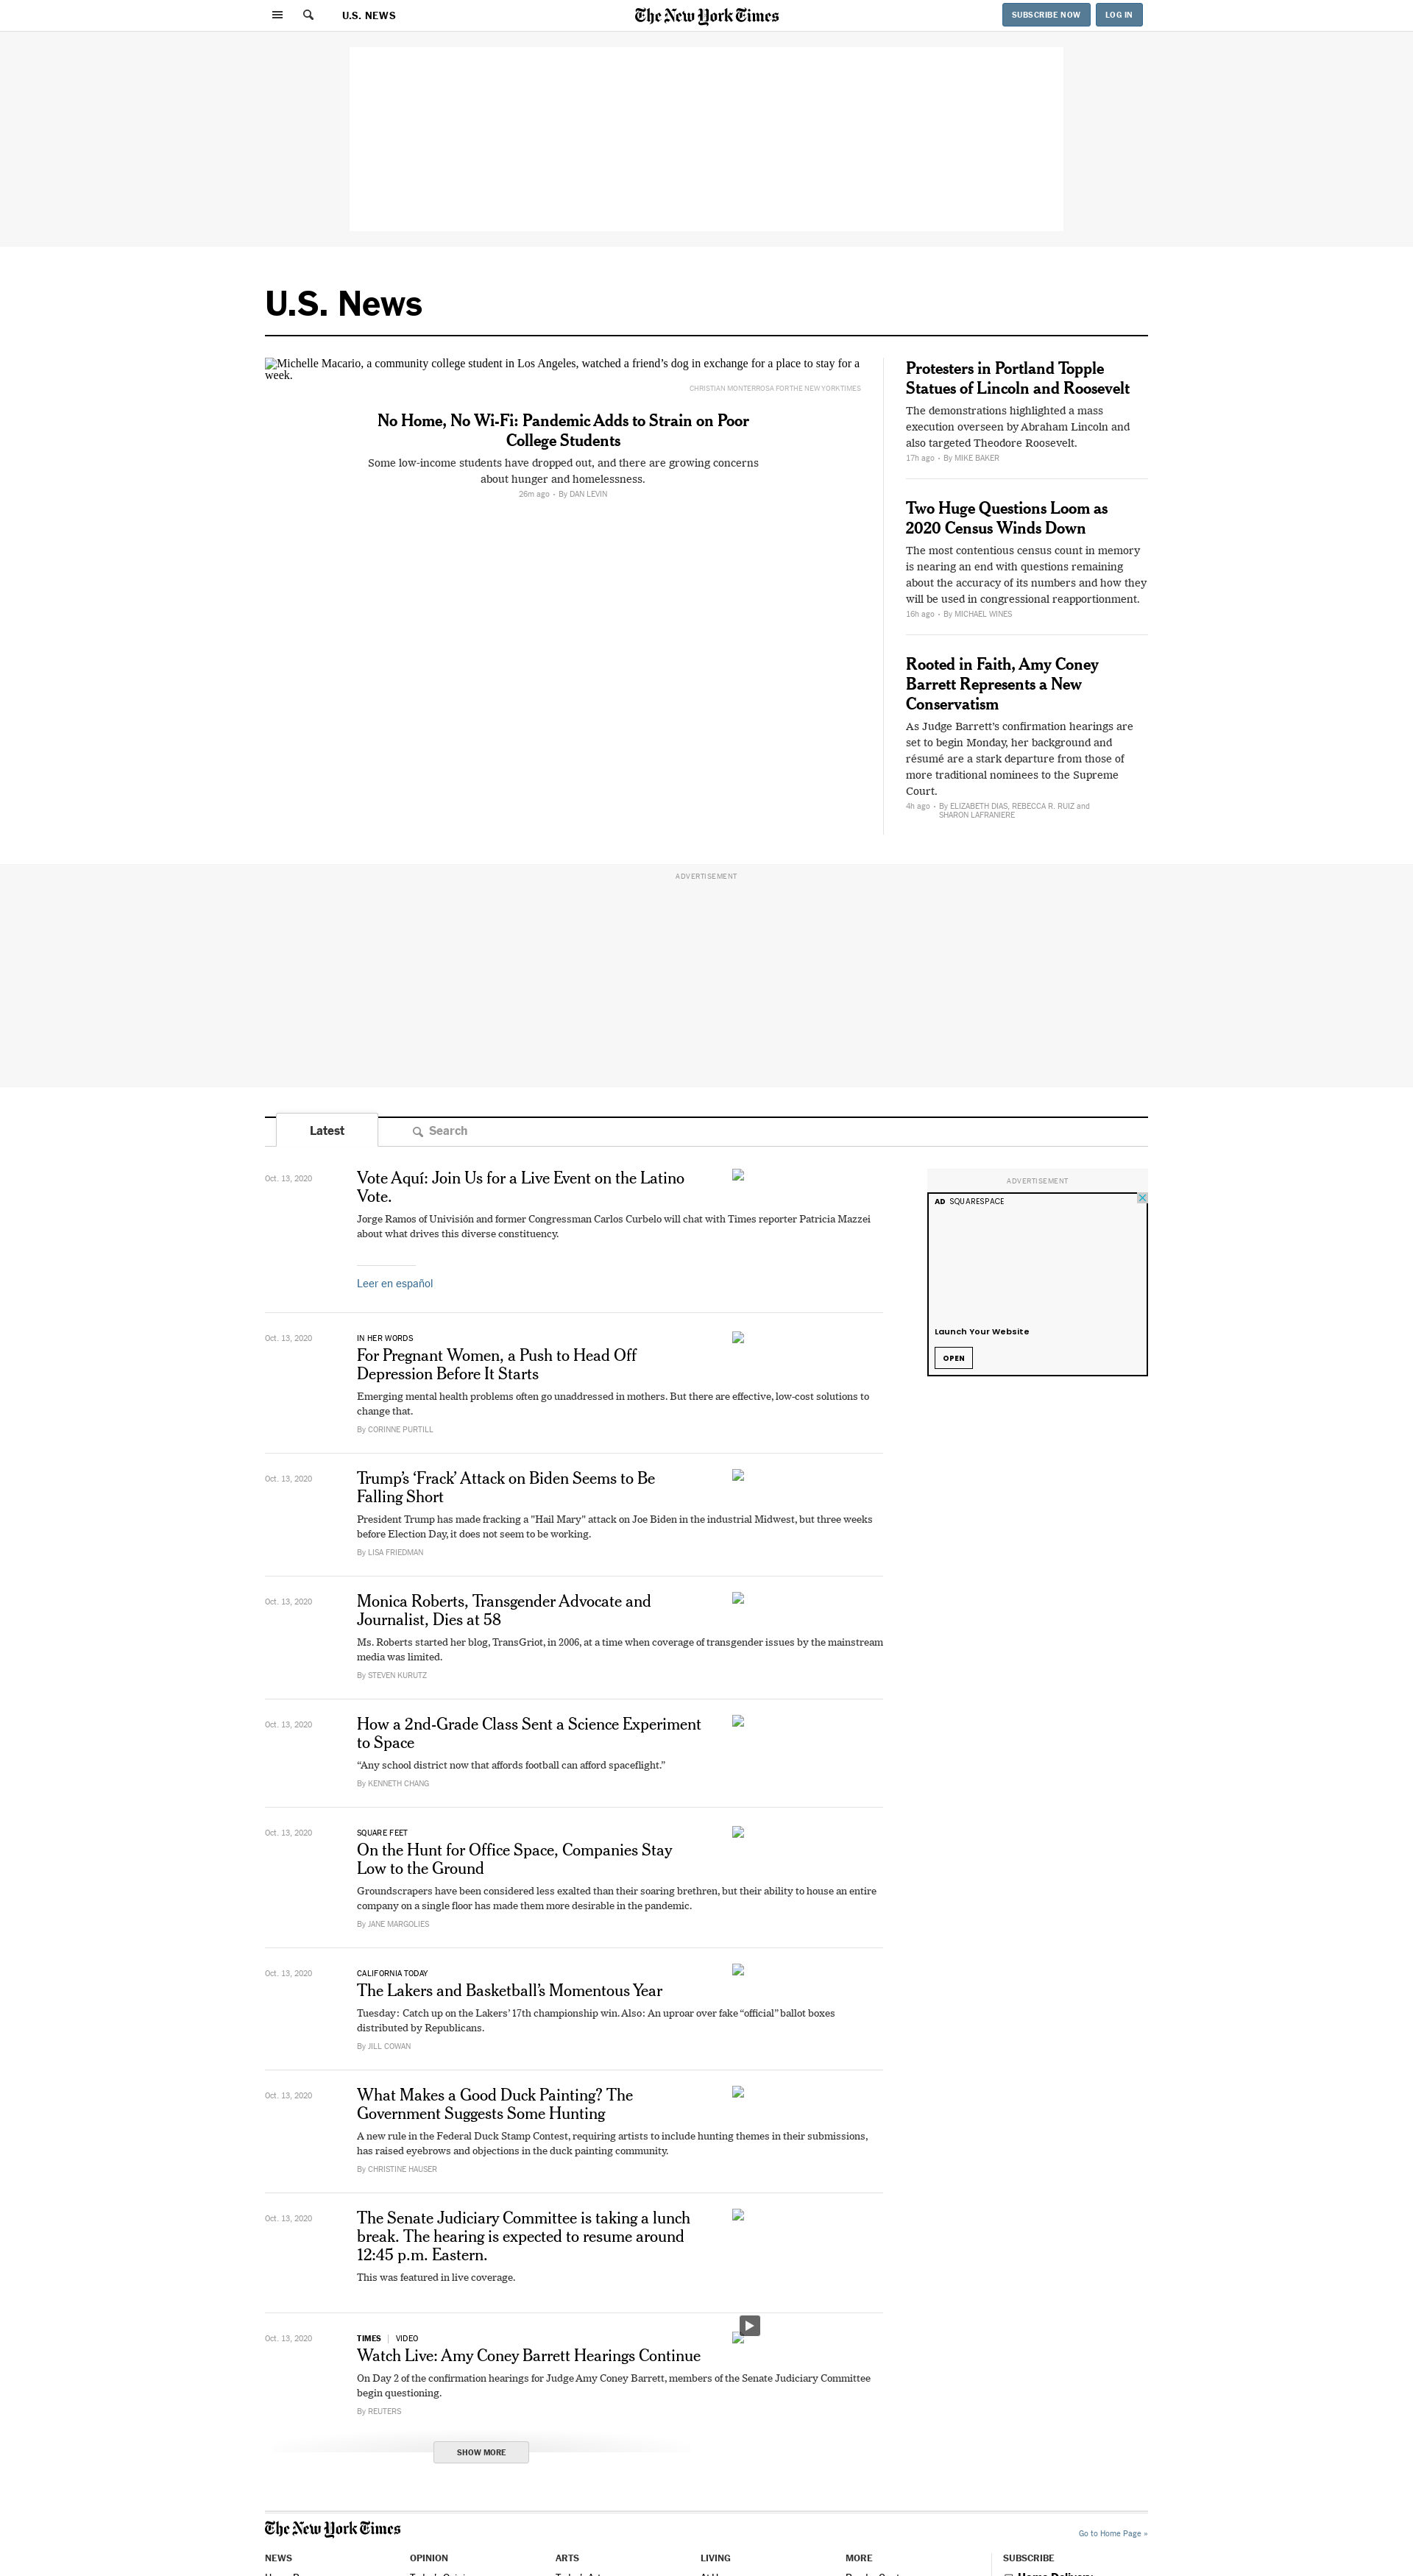 U.S. NEWS
The New York Times
SUBSCRIBE NOW
LOG IN
U.S. News
Michelle Macario, a community college student in Los Angeles, watched a friend's dog in exchange for a place to stay for a
week.
CHRISTIAN MONTERROSA FOR THE NEW YORK TIMES
No Home, No Wi-Fi: Pandemic Adds to Strain on Poor
College Students
Some low-income students have dropped out, and there are growing concerns
about hunger and homelessness.
26m ago • By DAN LEVIN
Protesters in Portland Topple
Statues of Lincoln and Roosevelt
The demonstrations highlighted a mass
execution overseen by Abraham Lincoln and
also targeted Theodore Roosevelt.
17h ago • By MIKE BAKER
Two Huge Questions Loom as
2020 Census Winds Down
The most contentious census count in memory
is nearing an end with questions remaining
about the accuracy of its numbers and how they
will be used in congressional reapportionment.
16h ago • By MICHAEL WINES
Rooted in Faith, Amy Coney
Barrett Represents a New
Conservatism
As Judge Barrett's confirmation hearings are
set to begin Monday, her background and
résumé are a stark departure from those of
more traditional nominees to the Supreme
Court.
4h ago • By ELIZABETH DIAS, REBECCA R. RUIZ and
SHARON LAFRANIERE
ADVERTISEMENT
Latest
Search
Oct. 13, 2020
Vote Aquí: Join Us for a Live Event on the Latino
Vote.
Jorge Ramos of Univisión and former Congressman Carlos Curbelo will chat with Times reporter Patricia Mazzei
about what drives this diverse constituency.
Leer en español
ADVERTISEMENT
AD SQUARESPACE
Launch Your Website
OPEN
Oct. 13, 2020
IN HER WORDS
For Pregnant Women, a Push to Head Off
Depression Before It Starts
Emerging mental health problems often go unaddressed in mothers. But there are effective, low-cost solutions to
change that.
By CORINNE PURTILL
Oct. 13, 2020
Trump's ‘Frack’ Attack on Biden Seems to Be
Falling Short
President Trump has made fracking a "Hail Mary" attack on Joe Biden in the industrial Midwest, but three weeks
before Election Day, it does not seem to be working.
By LISA FRIEDMAN
Oct. 13, 2020
Monica Roberts, Transgender Advocate and
Journalist, Dies at 58
Ms. Roberts started her blog, TransGriot, in 2006, at a time when coverage of transgender issues by the mainstream
media was limited.
By STEVEN KURUTZ
Oct. 13, 2020
How a 2nd-Grade Class Sent a Science Experiment
to Space
“Any school district now that affords football can afford spaceflight.”
By KENNETH CHANG
Oct. 13, 2020
SQUARE FEET
On the Hunt for Office Space, Companies Stay
Low to the Ground
Groundscrapers have been considered less exalted than their soaring brethren, but their ability to house an entire
company on a single floor has made them more desirable in the pandemic.
By JANE MARGOLIES
Oct. 13, 2020
CALIFORNIA TODAY
The Lakers and Basketball's Momentous Year
Tuesday: Catch up on the Lakers' 17th championship win. Also: An uproar over fake “official” ballot boxes
distributed by Republicans.
By JILL COWAN
Oct. 13, 2020
What Makes a Good Duck Painting? The
Government Suggests Some Hunting
A new rule in the Federal Duck Stamp Contest, requiring artists to include hunting themes in their submissions,
has raised eyebrows and objections in the duck painting community.
By CHRISTINE HAUSER
Oct. 13, 2020
The Senate Judiciary Committee is taking a lunch
break. The hearing is expected to resume around
12:45 p.m. Eastern.
This was featured in live coverage.
Oct. 13, 2020
TIMES | VIDEO
Watch Live: Amy Coney Barrett Hearings Continue
On Day 2 of the confirmation hearings for Judge Amy Coney Barrett, members of the Senate Judiciary Committee
begin questioning.
By REUTERS
SHOW MORE
The New York Times
Go to Home Page »
NEWS
OPINION
ARTS
LIVING
MORE
SUBSCRIBE